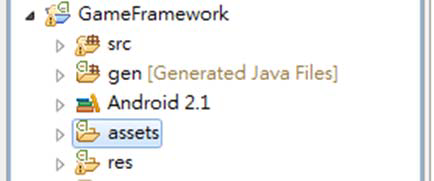 GameFramework
src
gen [Generated Java Files]
Android 2.1
assets
res